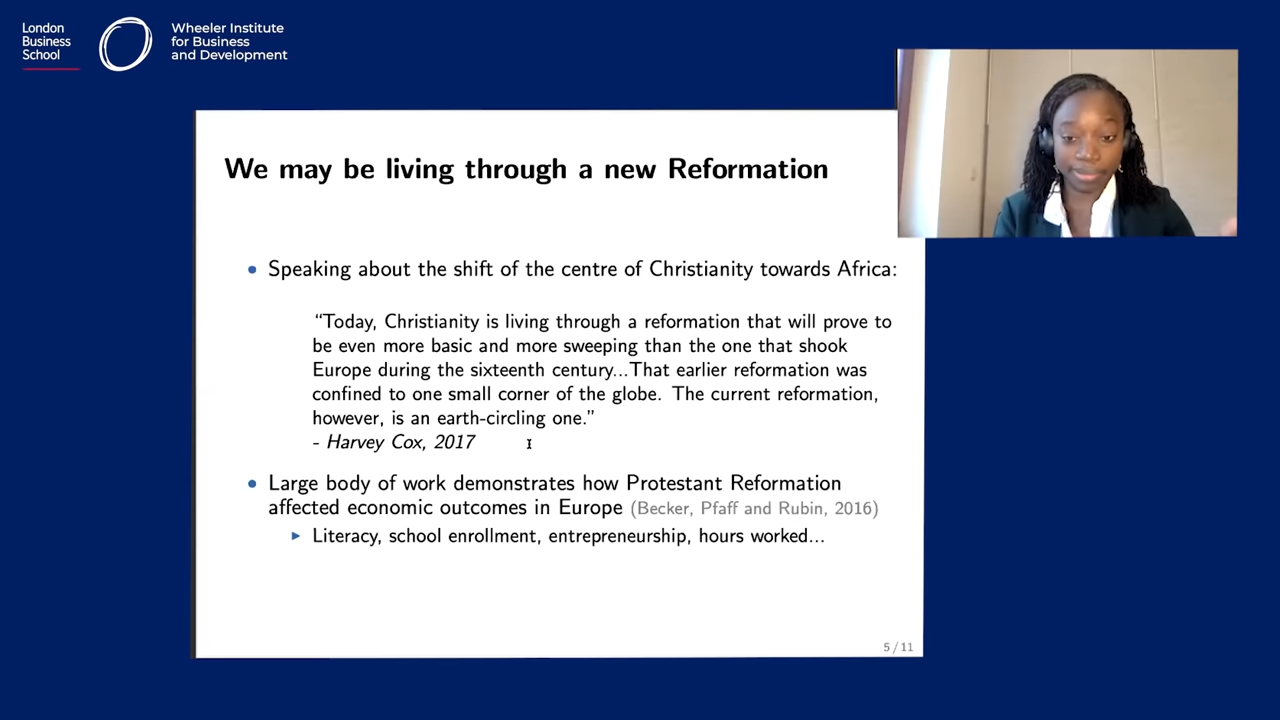 London
Business
School
Wheeler Institute
for Business
and Development
We may be living through a new Reformation
• Speaking about the shift of the centre of Christianity towards Africa:
“Today, Christianity is living through a reformation that will prove to
be even more basic and more sweeping than the one that shook
Europe during the sixteenth century...That earlier reformation was
confined to one small corner of the globe. The current reformation,
however, is an earth-circling one.”
- Harvey Cox, 2017
• Large body of work demonstrates how Protestant Reformation
affected economic outcomes in Europe (Becker, Pfaff and Rubin, 2016)
▶ Literacy, school enrollment, entrepreneurship, hours worked...
5 / 11